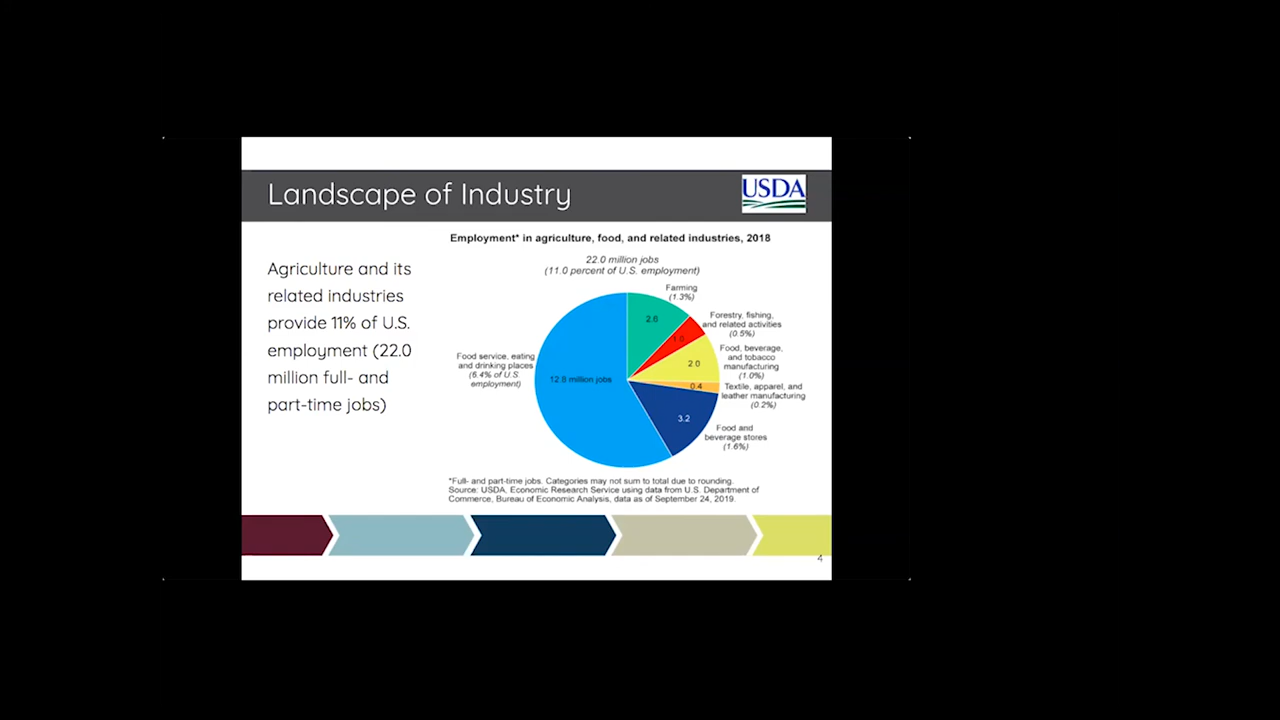 Landscape of Industry
USDA
Agriculture and its
related industries
provide 11% of U.S.
employment (22.0
million full- and
part-time jobs)
Employment* in agriculture, food, and related industries, 2018
22.0 million jobs
(11.0 percent of U.S. employment)
Farming
(1.3%)
2.6
Forestry, fishing,
and related activities
(0.5%)
1.0
Food, beverage,
and tobacco
manufacturing
(1.0%)
2.0
Textile, apparel, and
leather manufacturing
(0.2%)
0.4
Food and
beverage stores
(1.6%)
3.2
Food service, eating
and drinking places
(6.4% of U.S.
employment)
12.8 million jobs
*Full- and part-time jobs. Categories may not sum to total due to rounding.
Source: USDA, Economic Research Service using data from U.S. Department of
Commerce, Bureau of Economic Analysis, data as of September 24, 2019.
4